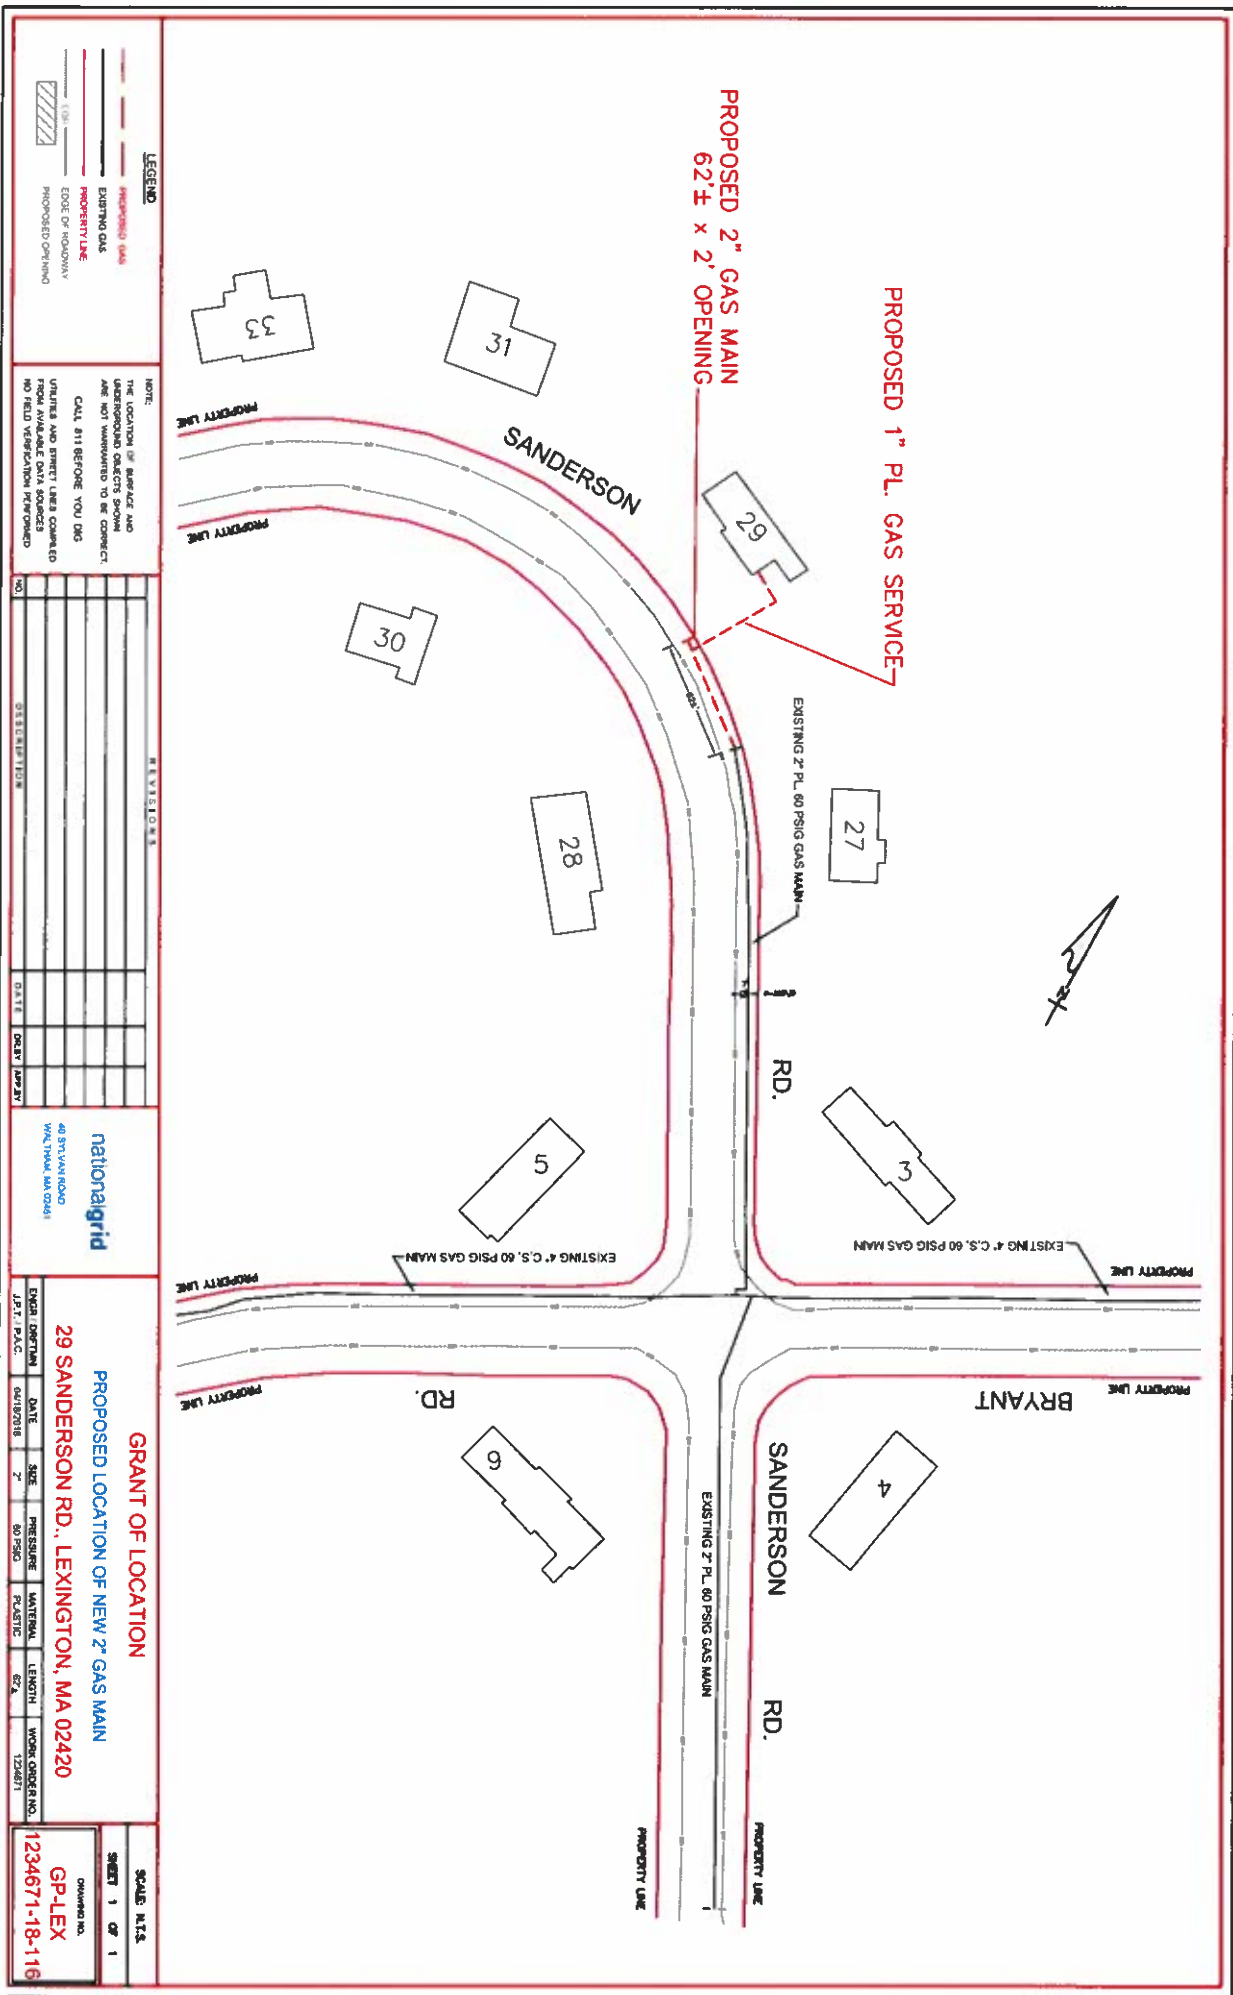 PROPOSED 1" PL. GAS SERVICE
PROPOSED 2" GAS MAIN
62'± x 2' OPENING
SANDERSON
RD.
33
31
29
27
30
28
5
3
6
4
EXISTING 2" PL. 60 PSIG GAS MAIN
EXISTING 4" C.S. 60 PSIG GAS MAIN
EXISTING 4" C.S. 60 PSIG GAS MAIN
EXISTING 2" PL. 60 PSIG GAS MAIN
62'±
BRYANT
RD.
SANDERSON
RD.
PROPERTY LINE
PROPERTY LINE
PROPERTY LINE
PROPERTY LINE
PROPERTY LINE
PROPERTY LINE
PROPERTY LINE
PROPERTY LINE
LEGEND
PROPOSED GAS
EXISTING GAS
PROPERTY LINE
EOR
EDGE OF ROADWAY
PROPOSED OPENING
NOTE:
THE LOCATION OF SURFACE AND
UNDERGROUND OBJECTS SHOWN
ARE NOT WARRANTED TO BE CORRECT.
CALL 811 BEFORE YOU DIG
UTILITIES AND STREET LINES COMPILED
FROM AVAILABLE DATA SOURCES
NO FIELD VERIFICATION PERFORMED
REVISIONS
NO. DESCRIPTION DATE DR.BY APP.BY
nationalgrid
40 SYLVAN ROAD
WALTHAM, MA 02451
GRANT OF LOCATION
PROPOSED LOCATION OF NEW 2" GAS MAIN
29 SANDERSON RD., LEXINGTON, MA 02420
ENGR / DRFTMN DATE SIZE PRESSURE MATERIAL LENGTH WORK ORDER NO.
J.P.T. / P.A.C. 04/18/2018 2" 60 PSIG PLASTIC 62'± 1234671
SCALE: N.T.S.
SHEET 1 OF 1
DRAWING NO.
GP-LEX
1234671-18-116